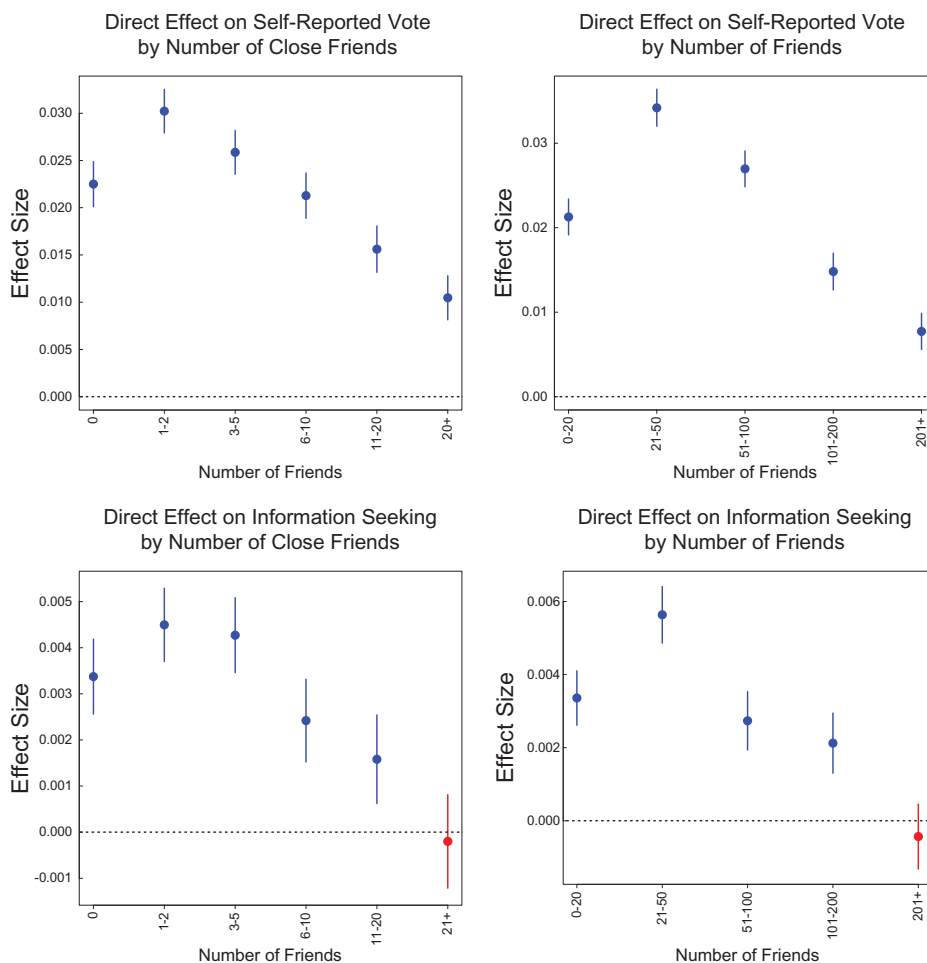 Direct Effect on Self-Reported Vote
by Number of Close Friends
Effect Size
0.030
0.025
0.020
0.015
0.010
0.005
0.000
0
1-2
3-5
6-10
11-20
20+
Number of Friends
Direct Effect on Self-Reported Vote
by Number of Friends
Effect Size
0.03
0.02
0.01
0.00
0-20
21-50
51-100
101-200
201+
Number of Friends
Direct Effect on Information Seeking
by Number of Close Friends
Effect Size
0.005
0.004
0.003
0.002
0.001
0.000
-0.001
0
1-2
3-5
6-10
11-20
21+
Number of Friends
Direct Effect on Information Seeking
by Number of Friends
Effect Size
0.006
0.004
0.002
0.000
0-20
21-50
51-100
101-200
201+
Number of Friends